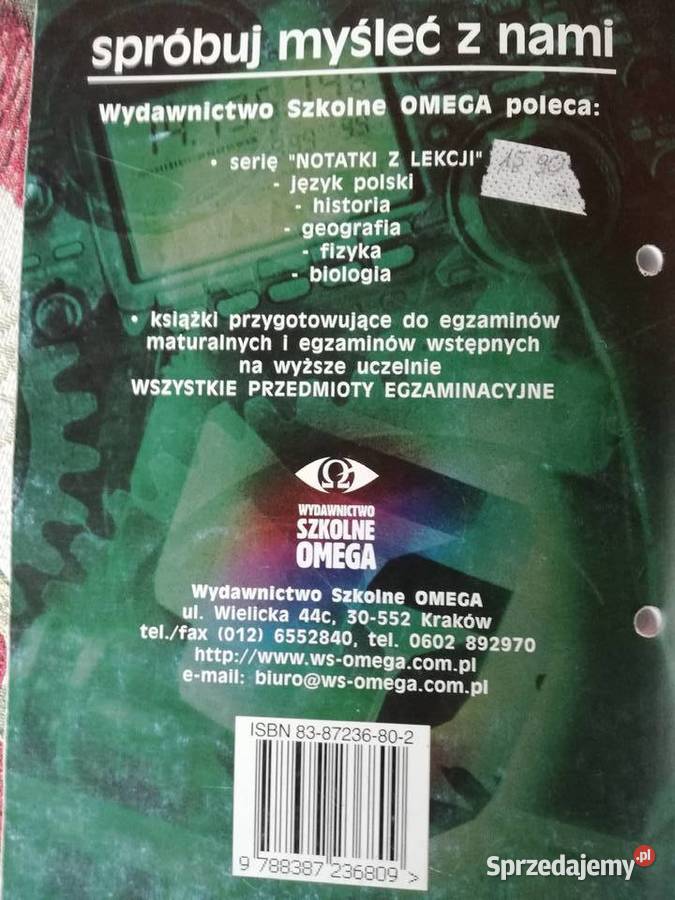 spróbuj myśleć z nami
Wydawnictwo Szkolne OMEGA poleca:
• serię "NOTATKI Z LEKCJI"
- język polski
- historia
- geografia
- fizyka
- biologia
15 90
• książki przygotowujące do egzaminów
maturalnych i egzaminów wstępnych
na wyższe uczelnie
WSZYSTKIE PRZEDMIOTY EGZAMINACYJNE
WYDAWNICTWO
SZKOLNE
OMEGA
Wydawnictwo Szkolne OMEGA
ul. Wielicka 44c, 30-552 Kraków
tel./fax (012) 6552840, tel. 0602 892970
http://www.ws-omega.com.pl
e-mail: biuro@ws-omega.com.pl
ISBN 83-87236-80-2
9 788387 236809 >
Sprzedajemy.pl